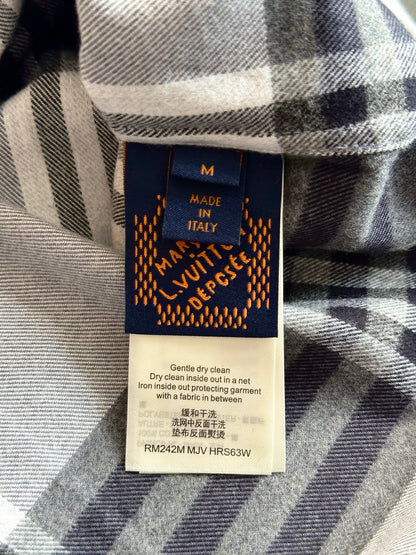 M
MADE
IN
ITALY
MARQUE
L.VUITTON
DÉPOSÉE
Gentle dry clean
Dry clean inside out in a net
Iron inside out protecting garment
with a fabric in between
缓和干洗
洗网中反面干洗
垫布反面熨烫
RM242M MJV HRS63W